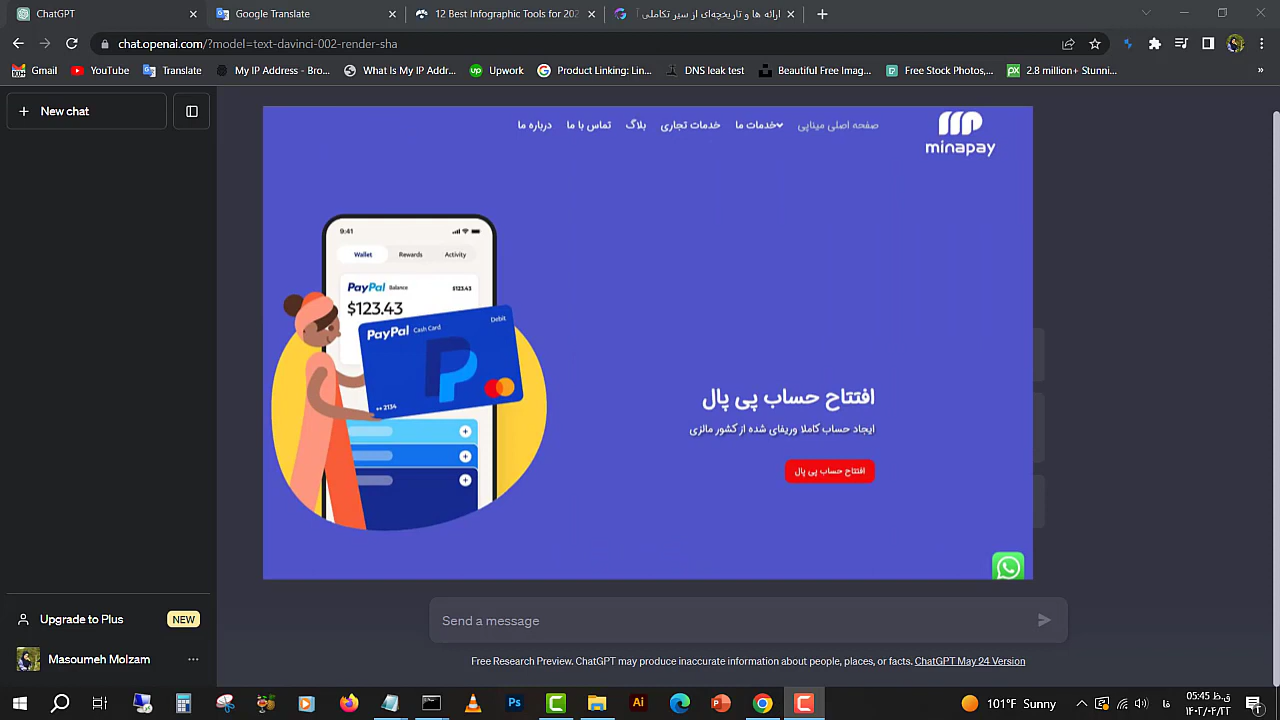 ChatGPT
Google Translate
12 Best Infographic Tools for 202
ارائه ها و تاریخچه‌ای از سیر تکاملی
chat.openai.com/?model=text-davinci-002-render-sha
Gmail
YouTube
Translate
My IP Address - Bro...
What Is My IP Addr...
Upwork
Product Linking: Lin...
DNS leak test
Beautiful Free Imag...
Free Stock Photos,...
2.8 million+ Stunni...
»
+ New chat
صفحه اصلی میناپی
خدمات ما
خدمات تجاری
بلاگ
تماس با ما
درباره ما
minapay
9:41
Wallet Rewards Activity
PayPal Balance $123.43
$123.43
PayPal Cash Card Debit
•• 2134
افتتاح حساب پی پال
ایجاد حساب کاملا وریفای شده از کشور مالزی
افتتاح حساب پی پال
Send a message
Free Research Preview. ChatGPT may produce inaccurate information about people, places, or facts. ChatGPT May 24 Version
Upgrade to Plus NEW
Masoumeh Molzam ...
Ps
Ai
101°F Sunny
فا
05:45 ق.ظ